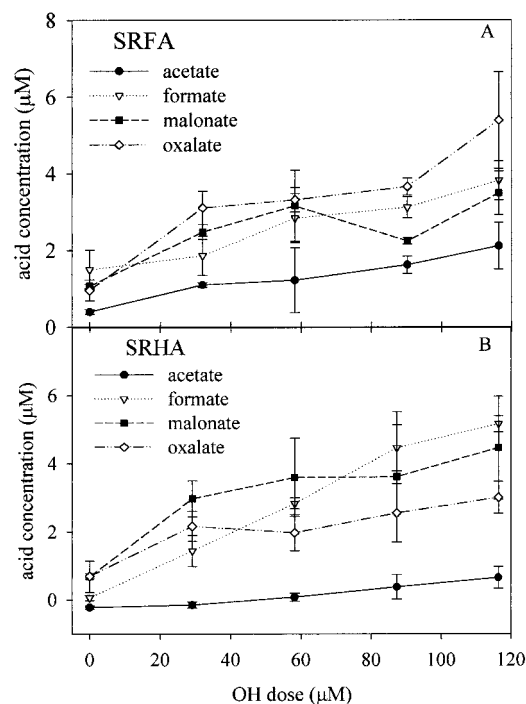 8
SRFA
A
acetate
6
formate
malonate
oxalate
4
2
0
acid concentration (µM)
SRHA
B
acetate
6
formate
malonate
oxalate
4
2
0
acid concentration (µM)
0 20 40 60 80 100 120
OH dose (µM)